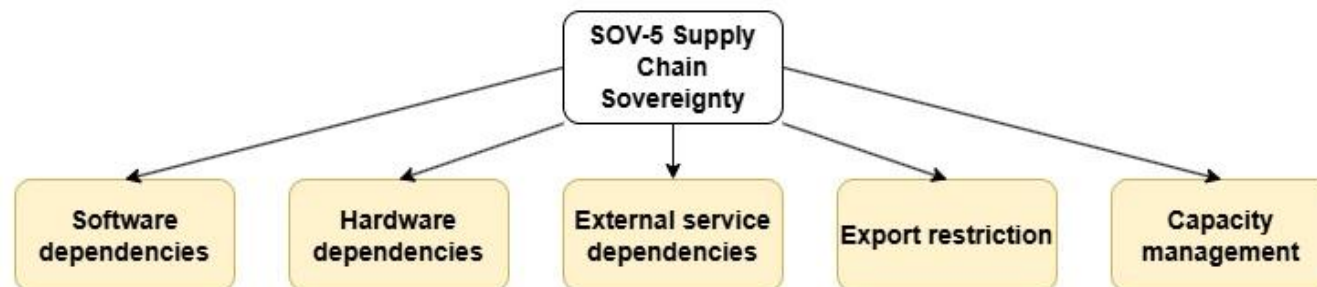 SOV-5 Supply
Chain
Sovereignty
Software
dependencies
Hardware
dependencies
External service
dependencies
Export restriction
Capacity
management